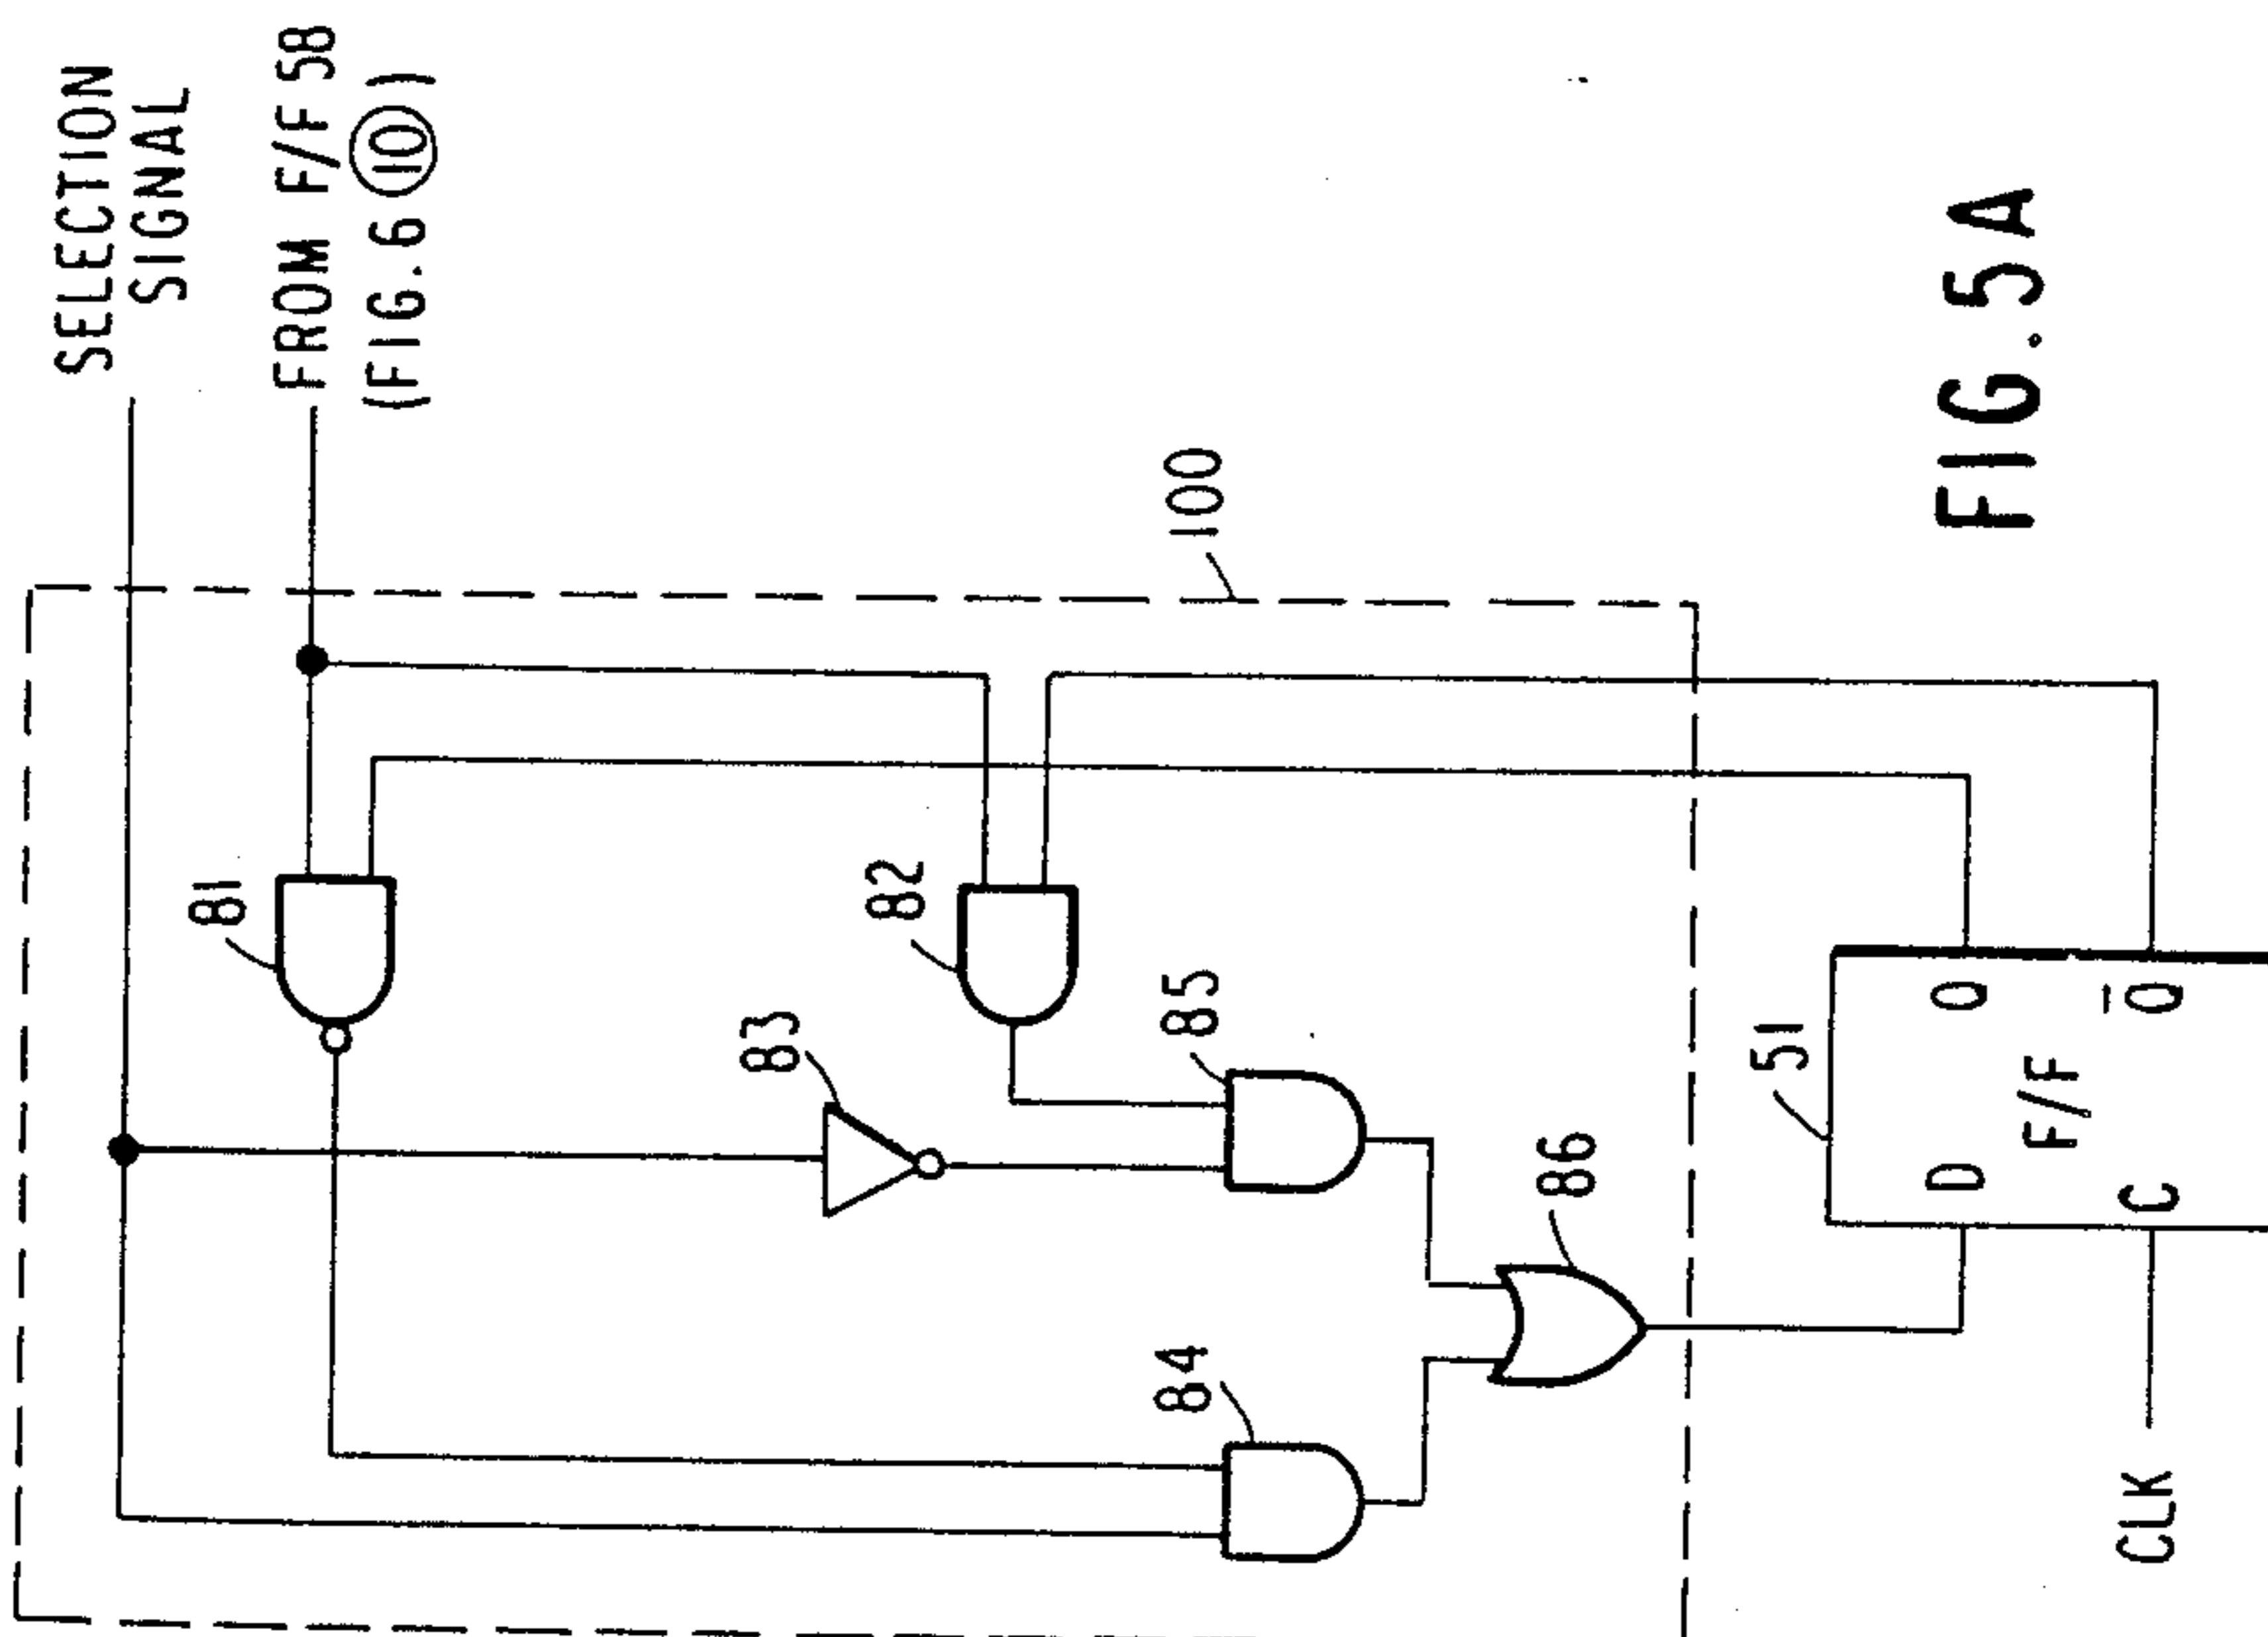 SELECTION
SIGNAL
FROM F/F 58
(FIG.6 ⑩)
100
FIG.5A
81
82
83
85
84
86
51
D
Q
F/F
C
Q̅
CLK